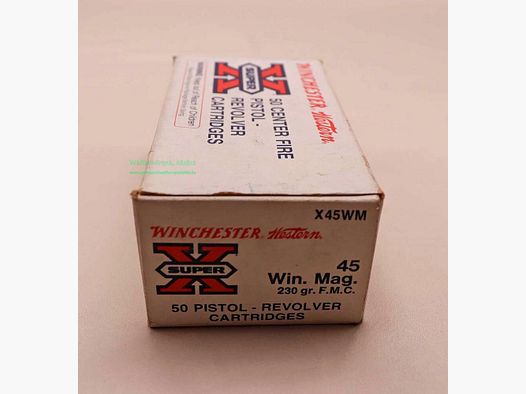 WINCHESTER Western
X
SUPER
50 CENTER FIRE
PISTOL -
REVOLVER
CARTRIDGES
X45WM
WINCHESTER Western
X
SUPER
45
Win. Mag.
230 gr. F.M.C.
50 PISTOL - REVOLVER
CARTRIDGES